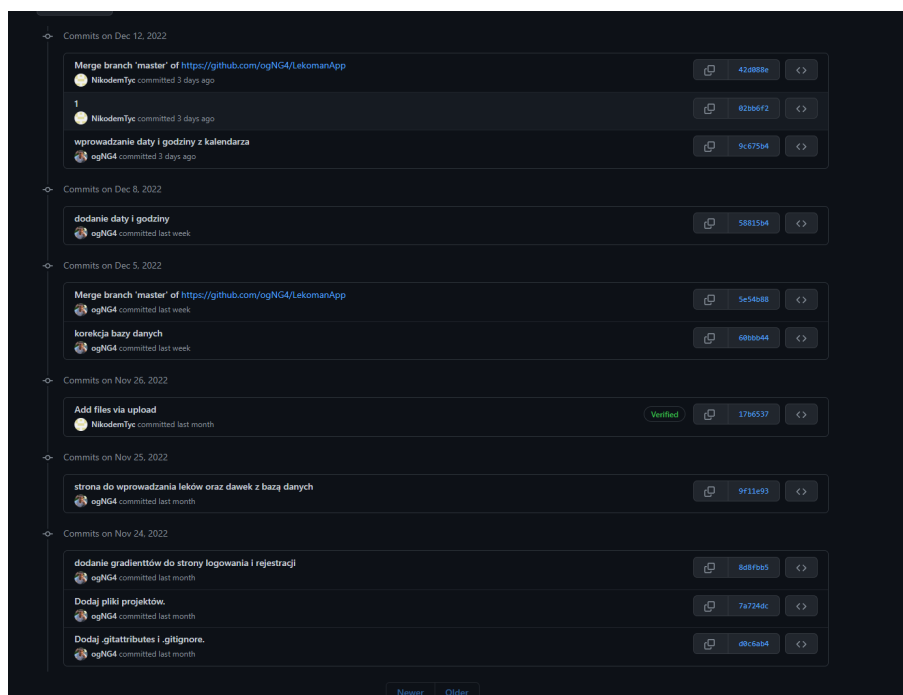 Commits on Dec 12, 2022
Merge branch 'master' of https://github.com/ogNG4/LekomanApp
NikodemTyc committed 3 days ago
42d088e
1
NikodemTyc committed 3 days ago
02bb6f2
wprowadzanie daty i godziny z kalendarza
ogNG4 committed 3 days ago
9c675b4
Commits on Dec 8, 2022
dodanie daty i godziny
ogNG4 committed last week
58815b4
Commits on Dec 5, 2022
Merge branch 'master' of https://github.com/ogNG4/LekomanApp
ogNG4 committed last week
5e54b88
korekcja bazy danych
ogNG4 committed last week
60bbb44
Commits on Nov 26, 2022
Add files via upload
NikodemTyc committed last month
Verified
17b6537
Commits on Nov 25, 2022
strona do wprowadzania leków oraz dawek z bazą danych
ogNG4 committed last month
9f11e93
Commits on Nov 24, 2022
dodanie gradienttów do strony logowania i rejestracji
ogNG4 committed last month
8d8fbb5
Dodaj pliki projektów.
ogNG4 committed last month
7a724dc
Dodaj .gitattributes i .gitignore.
ogNG4 committed last month
d0c6ab4
Newer Older